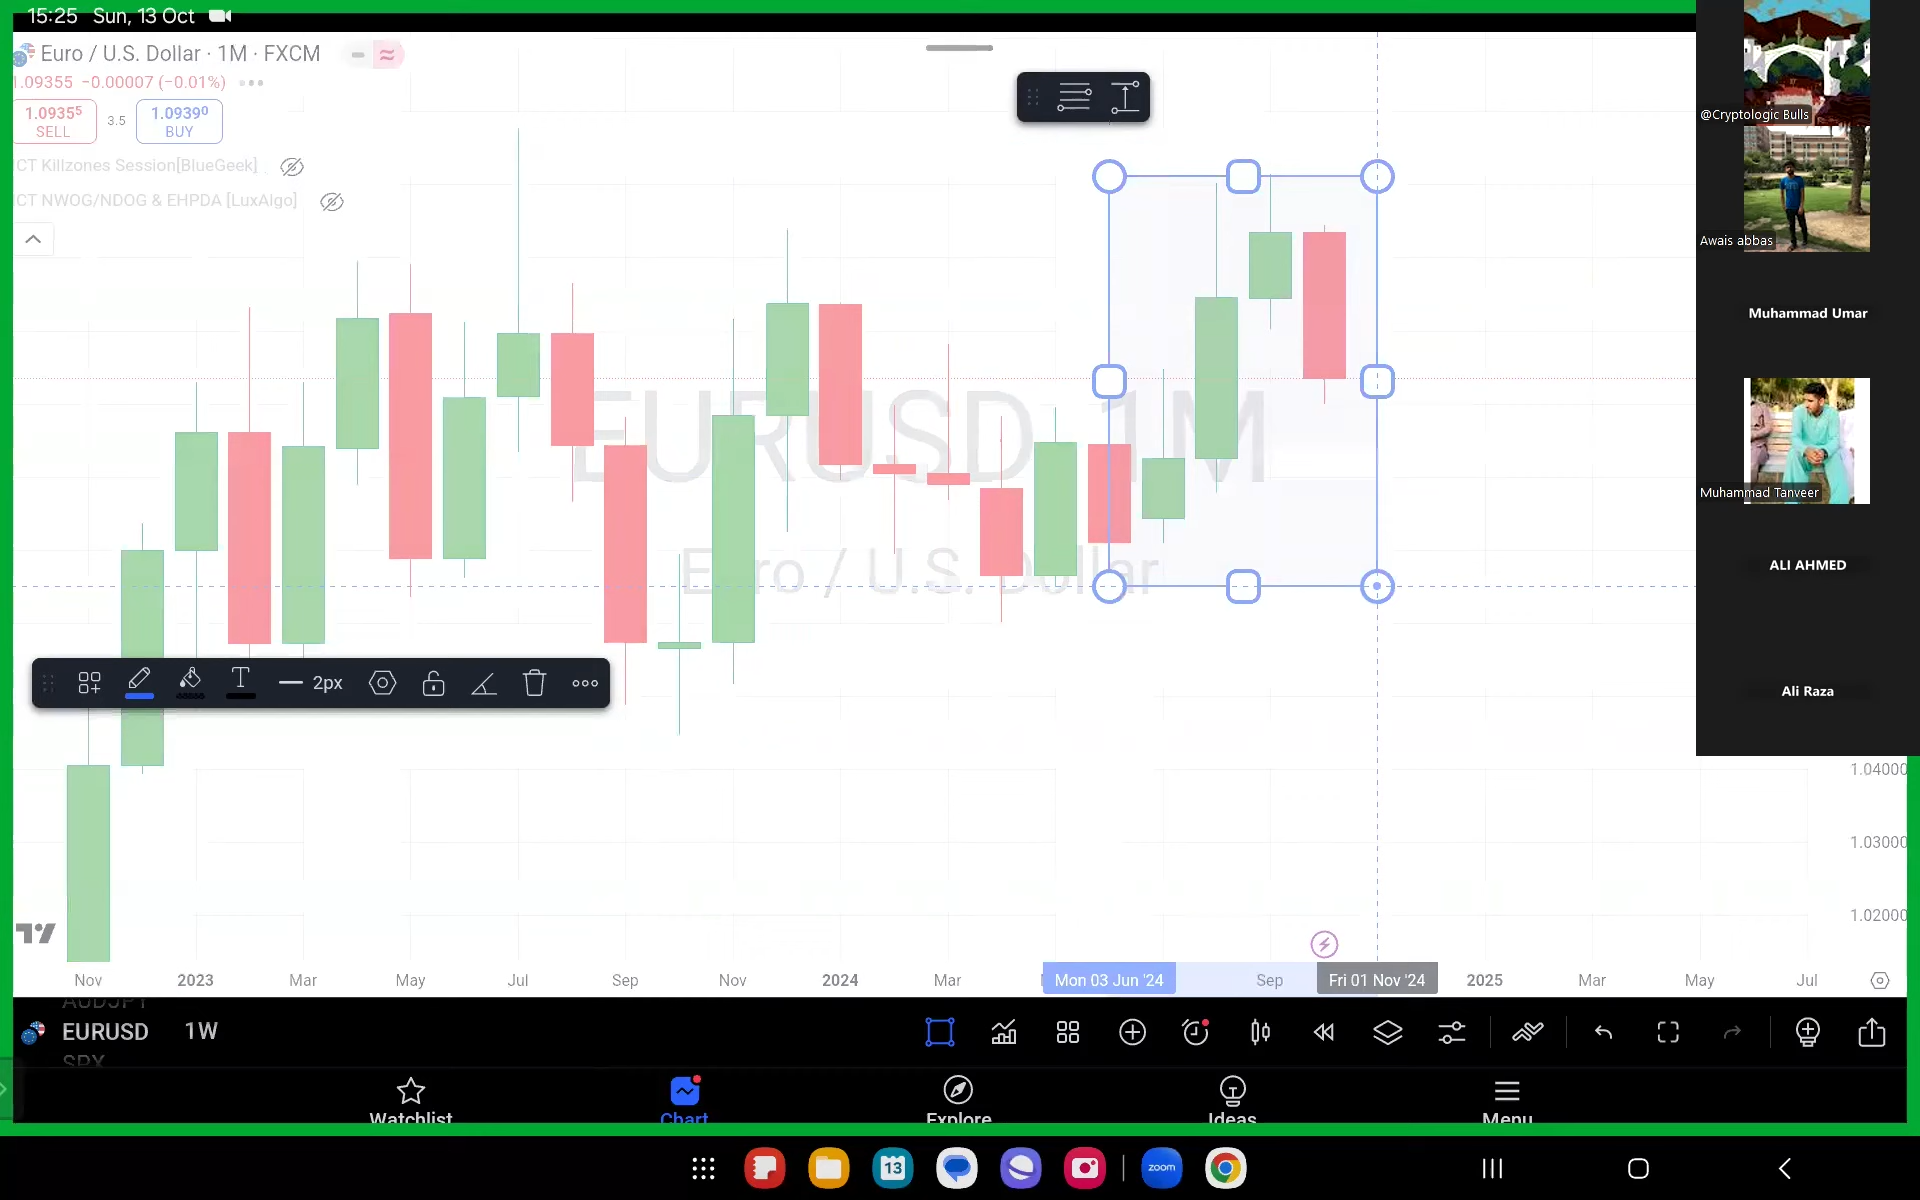 15:25 Sun, 13 Oct
Euro / U.S. Dollar · 1M · FXCM
1.09355 −0.00007 (−0.01%)
1.09355
SELL
3.5
1.09390
BUY
CT Killzones Session[BlueGeek]
CT NWOG/NDOG & EHPDA [LuxAlgo]
EURUSD 1M
Euro / U.S. Dollar
2px
@Cryptologic Bulls
Awais abbas
Muhammad Umar
Muhammad Tanveer
ALI AHMED
Ali Raza
1.04000
1.03000
1.02000
Nov 2023 Mar May Jul Sep Nov 2024 Mar Mon 03 Jun '24 Sep Fri 01 Nov '24 2025 Mar May Jul
AUDJPY
EURUSD 1W
SPX
Watchlist Chart Explore Ideas Menu
13
zoom